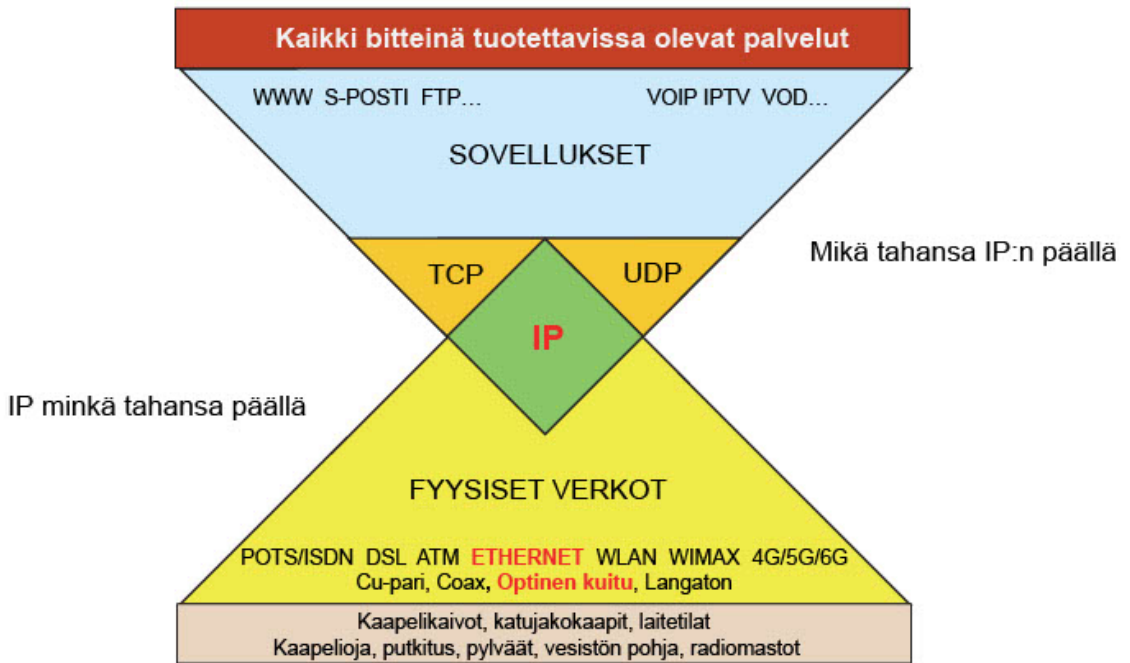 Kaikki bitteinä tuotettavissa olevat palvelut
WWW S-POSTI FTP... VOIP IPTV VOD...
SOVELLUKSET
Mikä tahansa IP:n päällä
TCP UDP
IP
IP minkä tahansa päällä
FYYSISET VERKOT
POTS/ISDN DSL ATM ETHERNET WLAN WIMAX 4G/5G/6G
Cu-pari, Coax, Optinen kuitu, Langaton
Kaapelikaivot, katujakokaapit, laitetilat
Kaapelioja, putkitus, pylväät, vesistön pohja, radiomastot